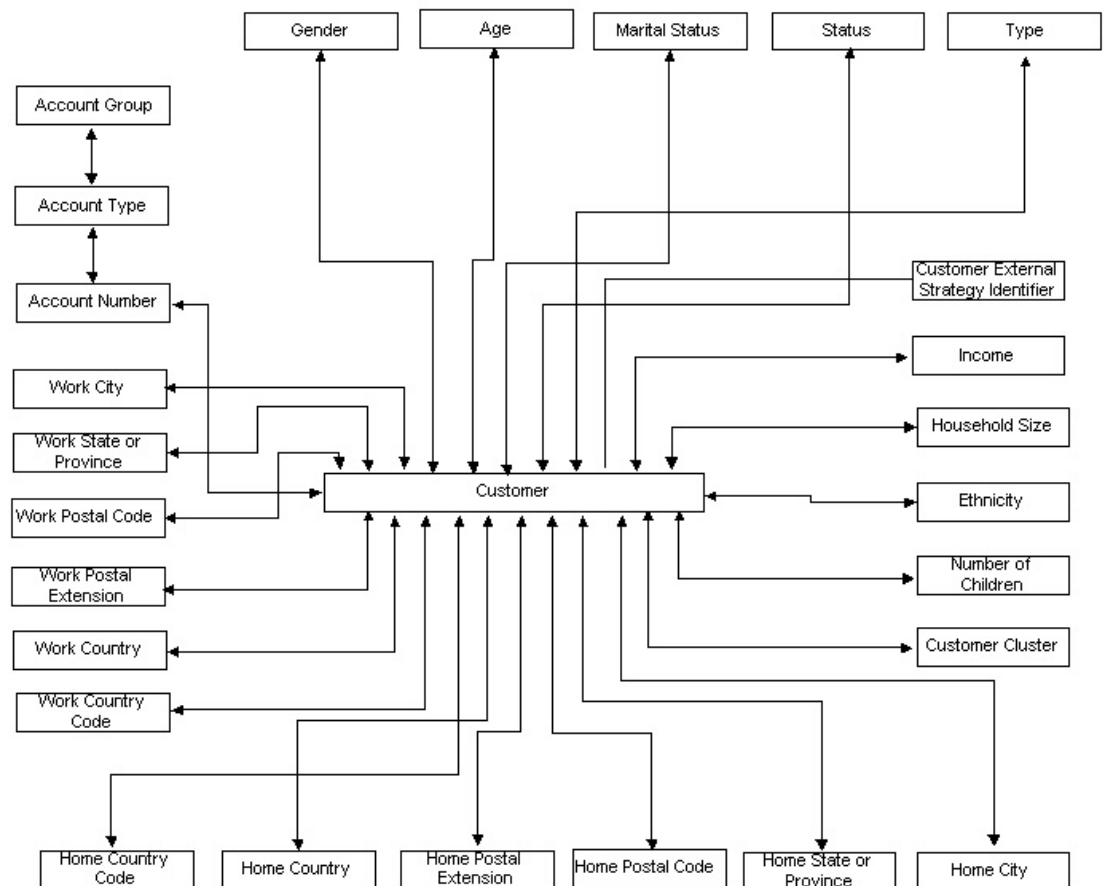 Gender
Age
Marital Status
Status
Type
Account Group
Account Type
Account Number
Customer External
Strategy Identifier
Income
Work City
Household Size
Work State or
Province
Customer
Ethnicity
Work Postal Code
Work Postal
Extension
Number of
Children
Work Country
Customer Cluster
Work Country
Code
Home Country
Code
Home Country
Home Postal
Extension
Home Postal Code
Home State or
Province
Home City